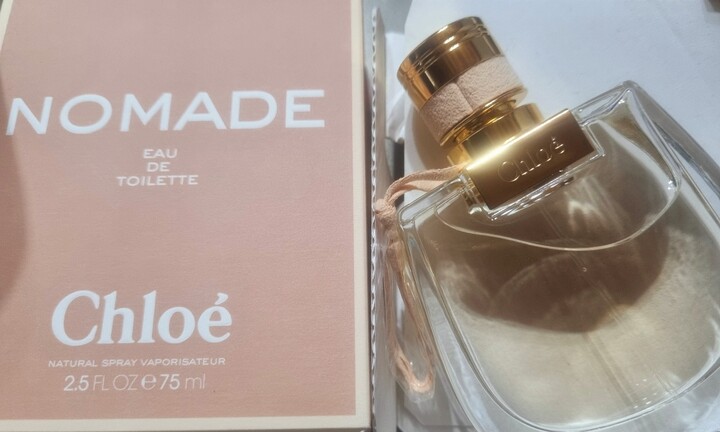 NOMADE
EAU
DE
TOILETTE
Chloé
NATURAL SPRAY VAPORISATEUR
2.5 FL OZ e 75 ml
Chloé